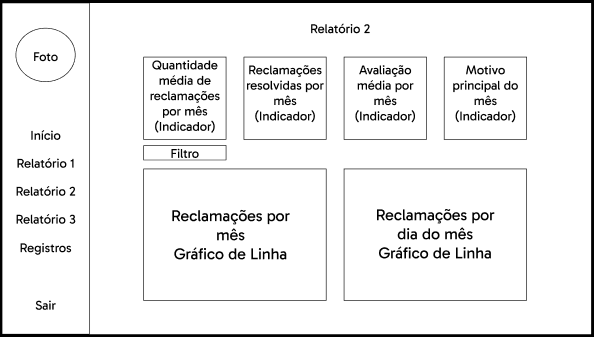 Foto
Início
Relatório 1
Relatório 2
Relatório 3
Registros
Sair
Relatório 2
Quantidade
média de
reclamações
por mês
(Indicador)
Reclamações
resolvidas por
mês
(Indicador)
Avaliação
média por
mês
(Indicador)
Motivo
principal do
mês
(Indicador)
Filtro
Reclamações por
mês
Gráfico de Linha
Reclamações por
dia do mês
Gráfico de Linha